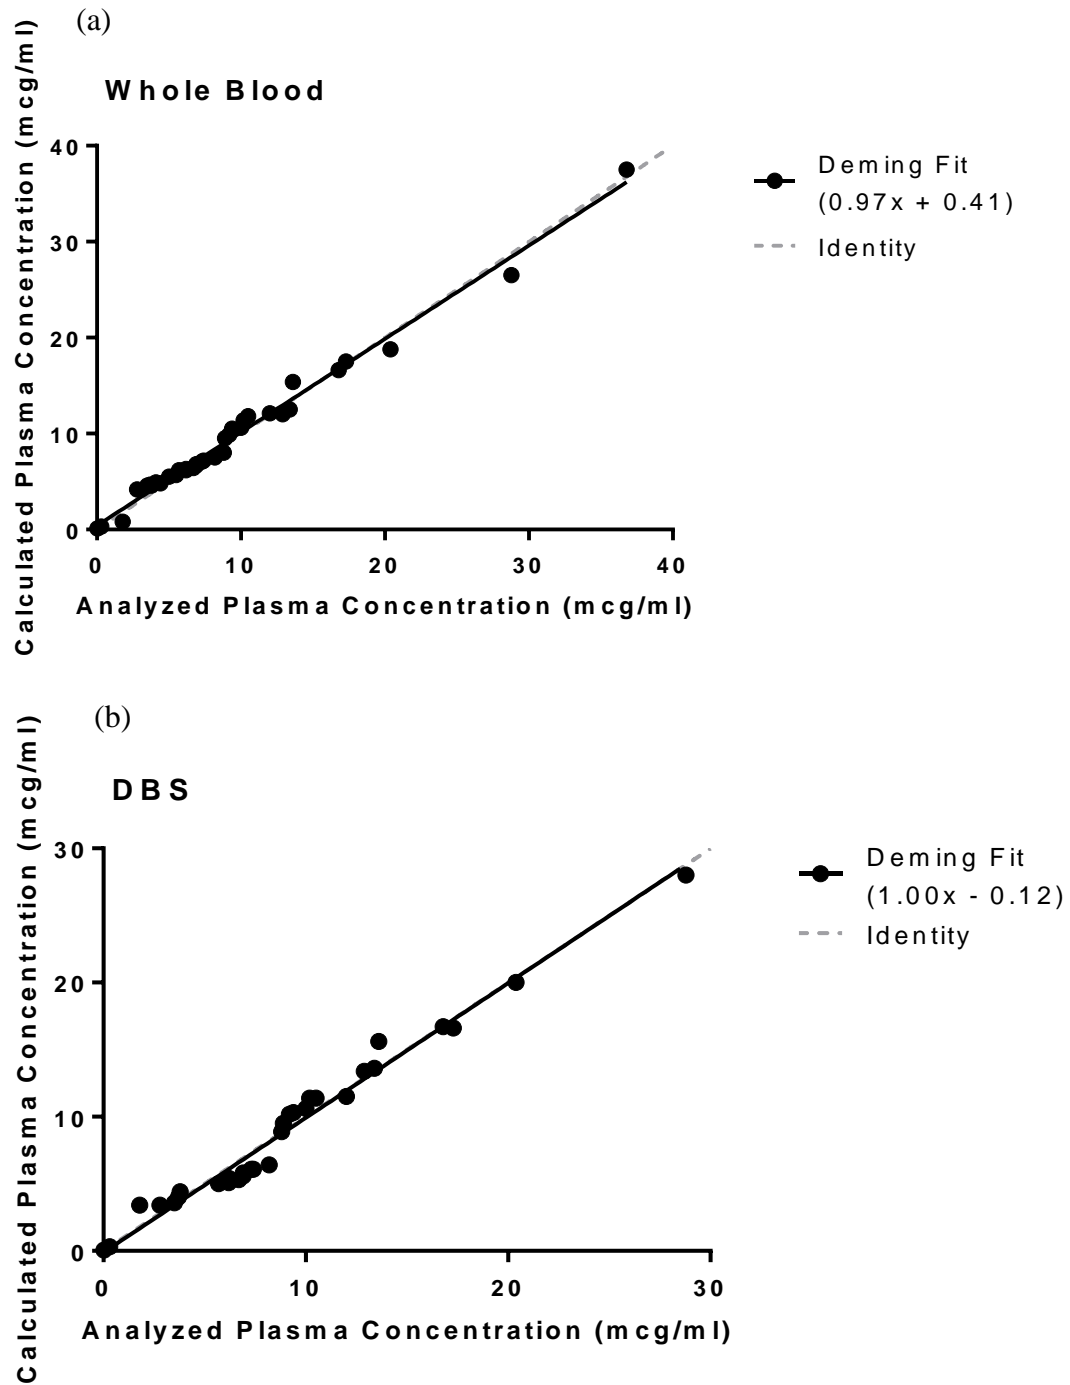 (a)
Whole Blood
Calculated Plasma Concentration (mcg/ml)
40
30
20
10
0
0 10 20 30 40
Analyzed Plasma Concentration (mcg/ml)
Deming Fit
(0.97x + 0.41)
Identity
(b)
DBS
Calculated Plasma Concentration (mcg/ml)
30
20
10
0
0 10 20 30
Analyzed Plasma Concentration (mcg/ml)
Deming Fit
(1.00x - 0.12)
Identity